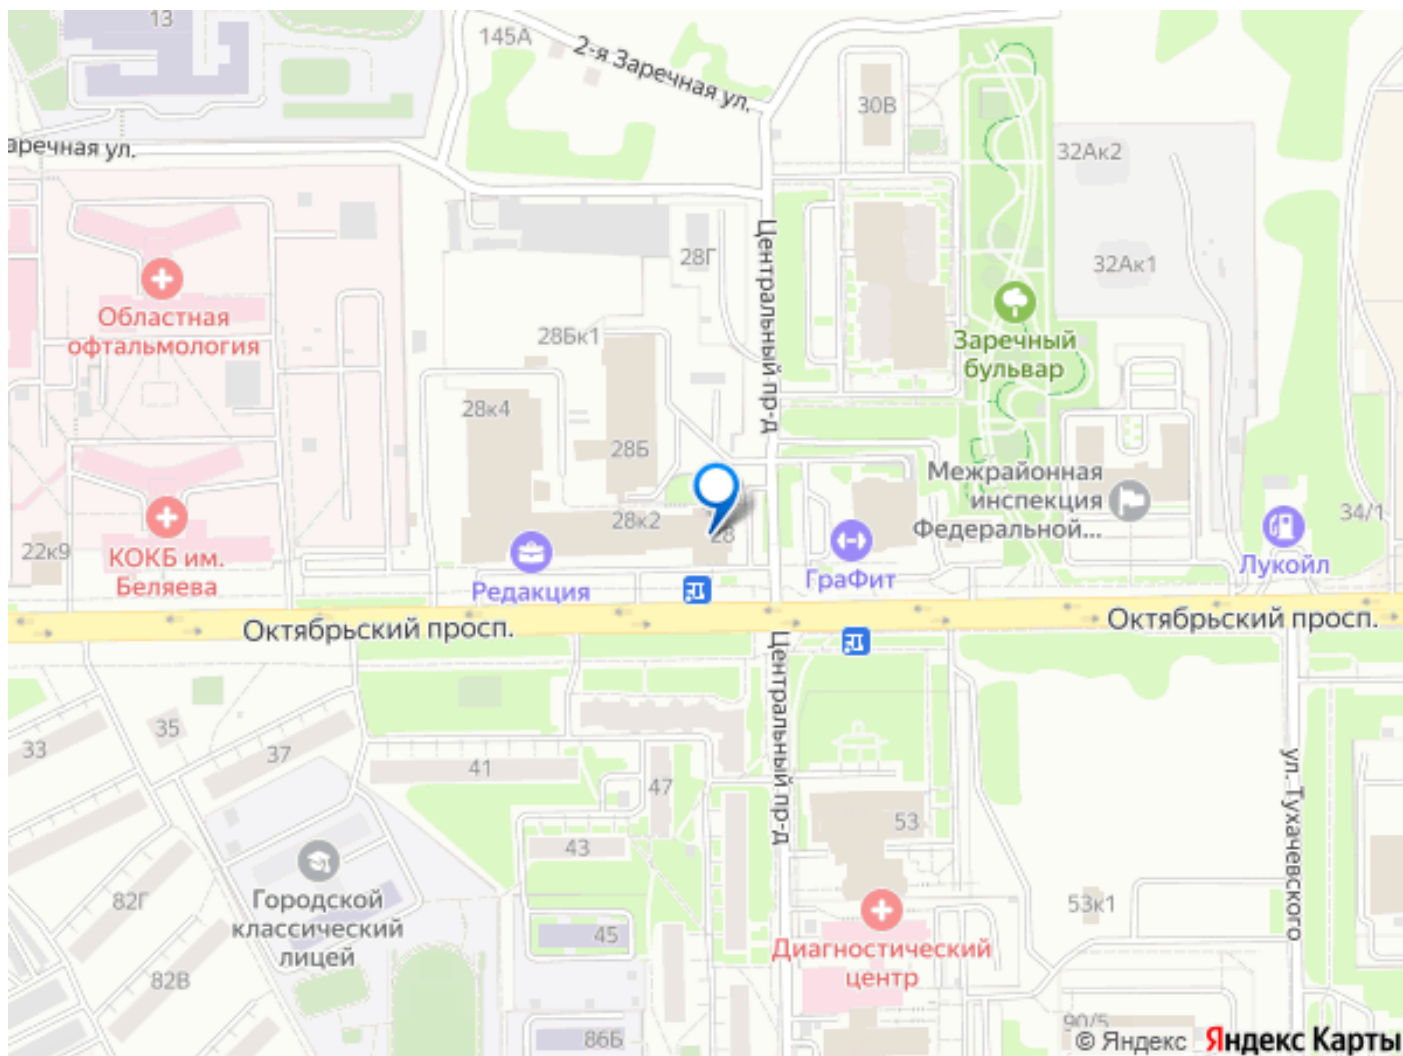 13
145А
2-я Заречная ул.
30В
аречная ул.
32Ак2
28Г
Центральный пр-д
32Ак1
Областная
офтальмология
28Бк1
Заречный
бульвар
28к4
28Б
Межрайонная
инспекция
Федеральной...
28к2
28
34/1
22к9
КОКБ им.
Беляева
Редакция
ГраФит
Лукойл
Октябрьский просп.
Октябрьский просп.
Центральный пр-д
35
33
37
41
47
ул. Тухачевского
53
43
82Г
Городской
классический
лицей
45
53к1
Диагностический
центр
82В
86Б
90/5
© Яндекс Яндекс Карты